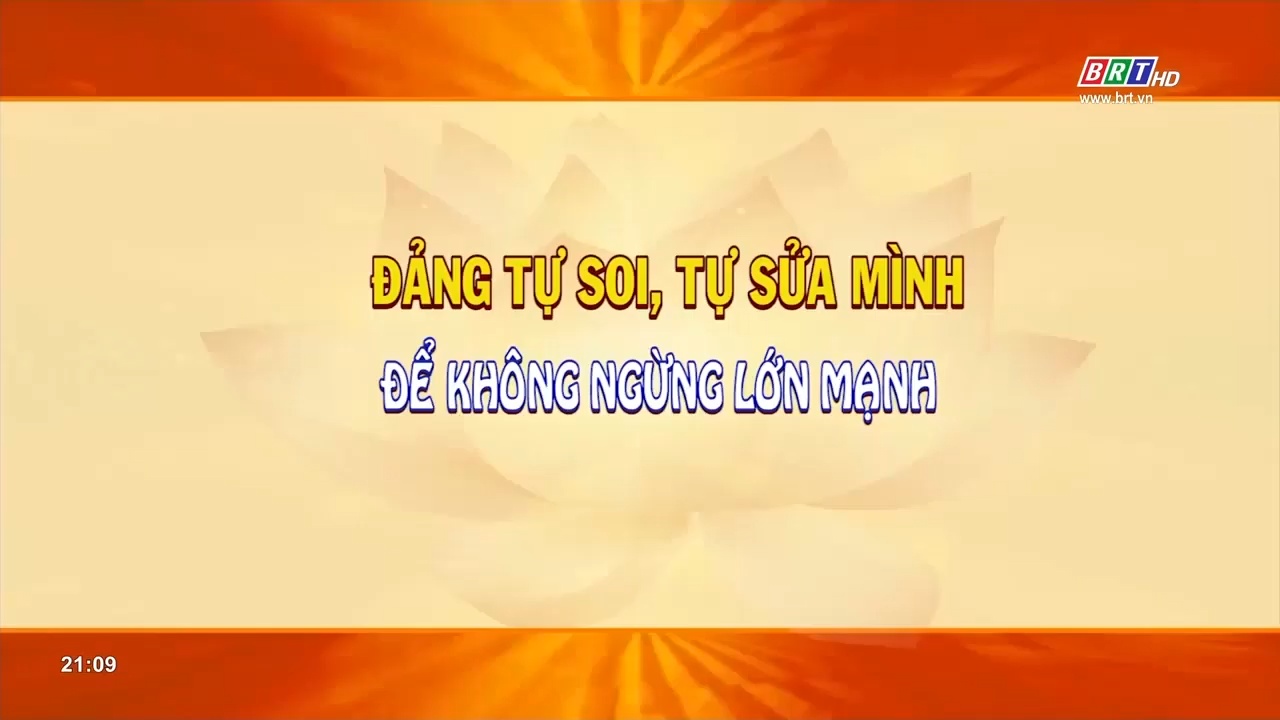 BRT HD
www.brt.vn
ĐẢNG TỰ SOI, TỰ SỬA MÌNH
ĐỂ KHÔNG NGỪNG LỚN MẠNH
21:09